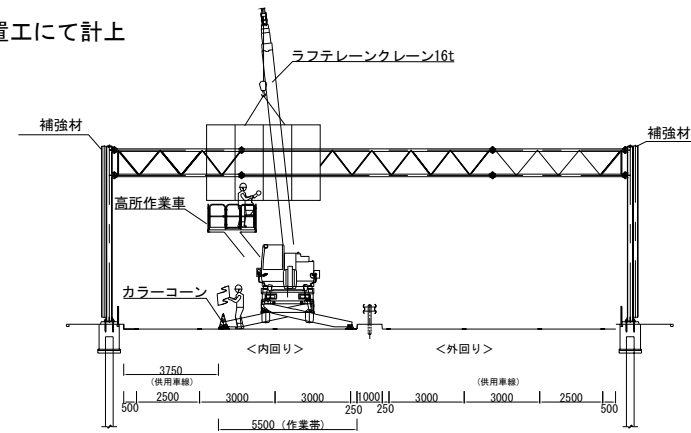 置工にて計上
ラフテレーンクレーン16t
補強材
補強材
高所作業車
カラーコーン
<内回り>
<外回り>
3750
(供用車線)
(供用車線)
500
2500
3000
3000
250
1000
250
3000
3000
2500
500
5500 (作業帯)